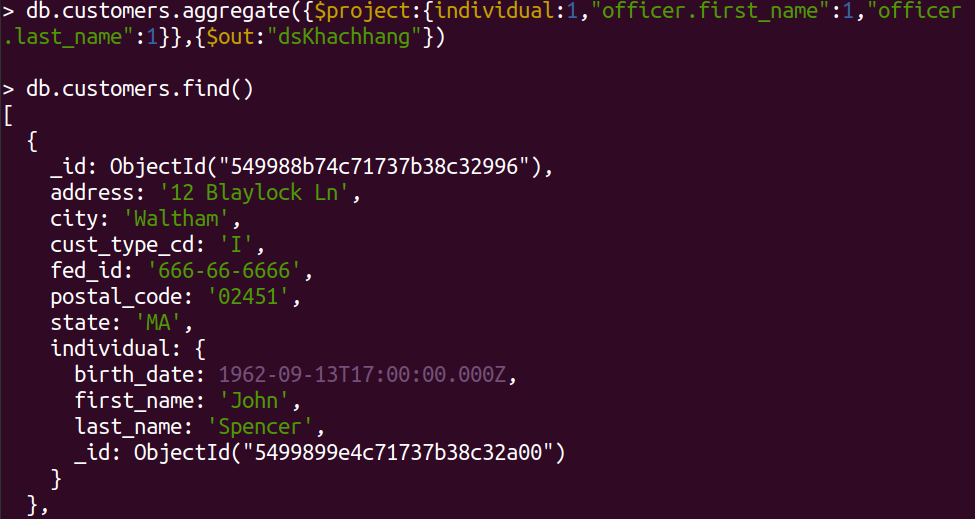 > db.customers.aggregate({$project:{individual:1,"officer.first_name":1,"officer
.last_name":1}},{$out:"dsKhachhang"})
> db.customers.find()
[
  {
    _id: ObjectId("549988b74c71737b38c32996"),
    address: '12 Blaylock Ln',
    city: 'Waltham',
    cust_type_cd: 'I',
    fed_id: '666-66-6666',
    postal_code: '02451',
    state: 'MA',
    individual: {
      birth_date: 1962-09-13T17:00:00.000Z,
      first_name: 'John',
      last_name: 'Spencer',
      _id: ObjectId("5499899e4c71737b38c32a00")
    }
  },